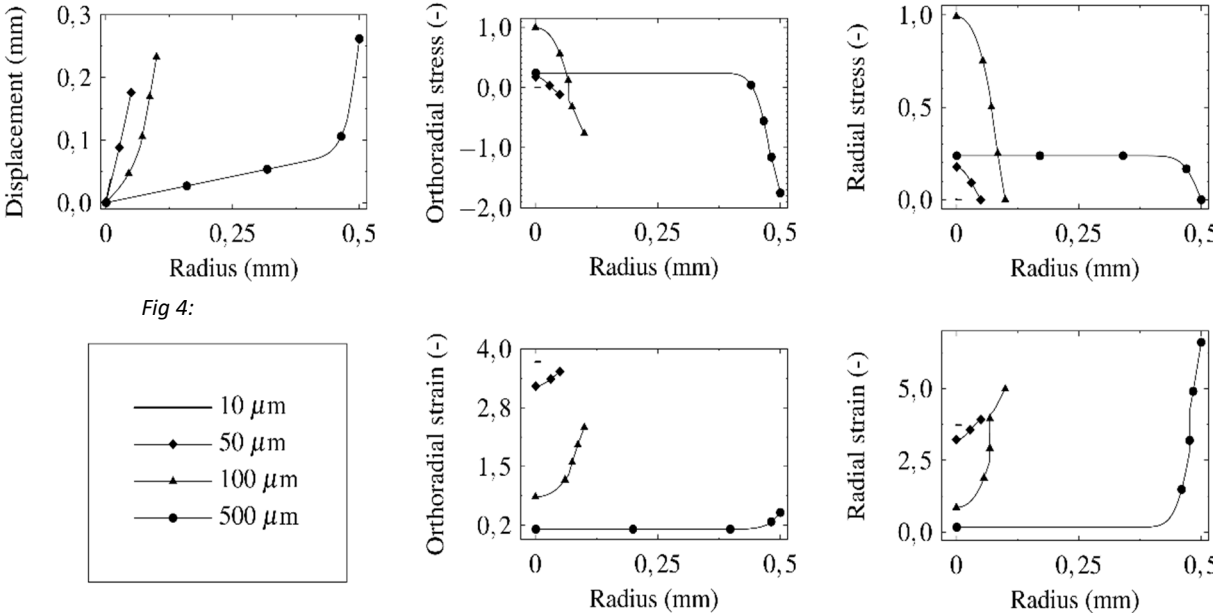 Displacement (mm)
0,3
0,2
0,1
0,0
0
0,25
0,5
Radius (mm)
Orthoradial stress (-)
1,0
0,0
−1,0
−2,0
0
0,25
0,5
Radius (mm)
Radial stress (-)
1,0
0,5
0,0
0
0,25
0,5
Radius (mm)
Fig 4:
10 μm
50 μm
100 μm
500 μm
Orthoradial strain (-)
4,0
2,8
1,5
0,2
0
0,25
0,5
Radius (mm)
Radial strain (-)
5,0
2,5
0,0
0
0,25
0,5
Radius (mm)